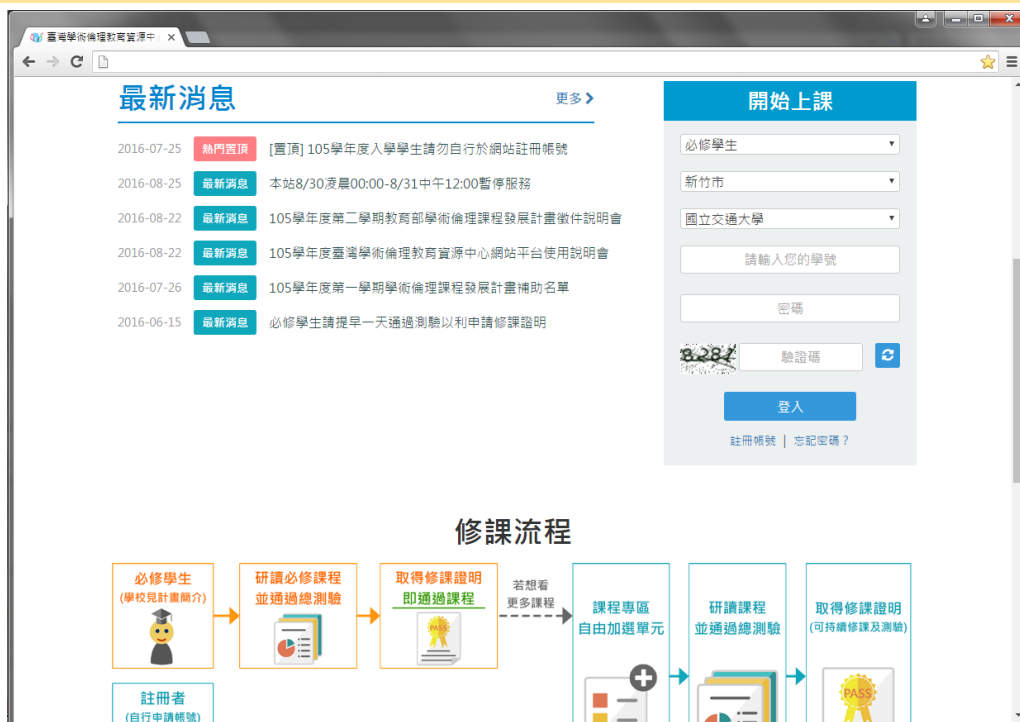 臺灣學術倫理教育資源中
最新消息
更多
2016-07-25 熱門置頂 [置頂] 105學年度入學學生請勿自行於網站註冊帳號
2016-08-25 最新消息 本站8/30凌晨00:00-8/31中午12:00暫停服務
2016-08-22 最新消息 105學年度第二學期教育部學術倫理課程發展計畫徵件說明會
2016-08-22 最新消息 105學年度臺灣學術倫理教育資源中心網站平台使用說明會
2016-07-26 最新消息 105學年度第一學期學術倫理課程發展計畫補助名單
2016-06-15 最新消息 必修學生請提早一天通過測驗以利申請修課證明
開始上課
必修學生
新竹市
國立交通大學
請輸入您的學號
密碼
8281 驗證碼
登入
註冊帳號 | 忘記密碼？
修課流程
必修學生
(學校見計畫簡介)
研讀必修課程
並通過總測驗
取得修課證明
即通過課程
PASS
若想看
更多課程
課程專區
自由加選單元
研讀課程
並通過總測驗
取得修課證明
(可持續修課及測驗)
PASS
註冊者
(自行申請帳號)